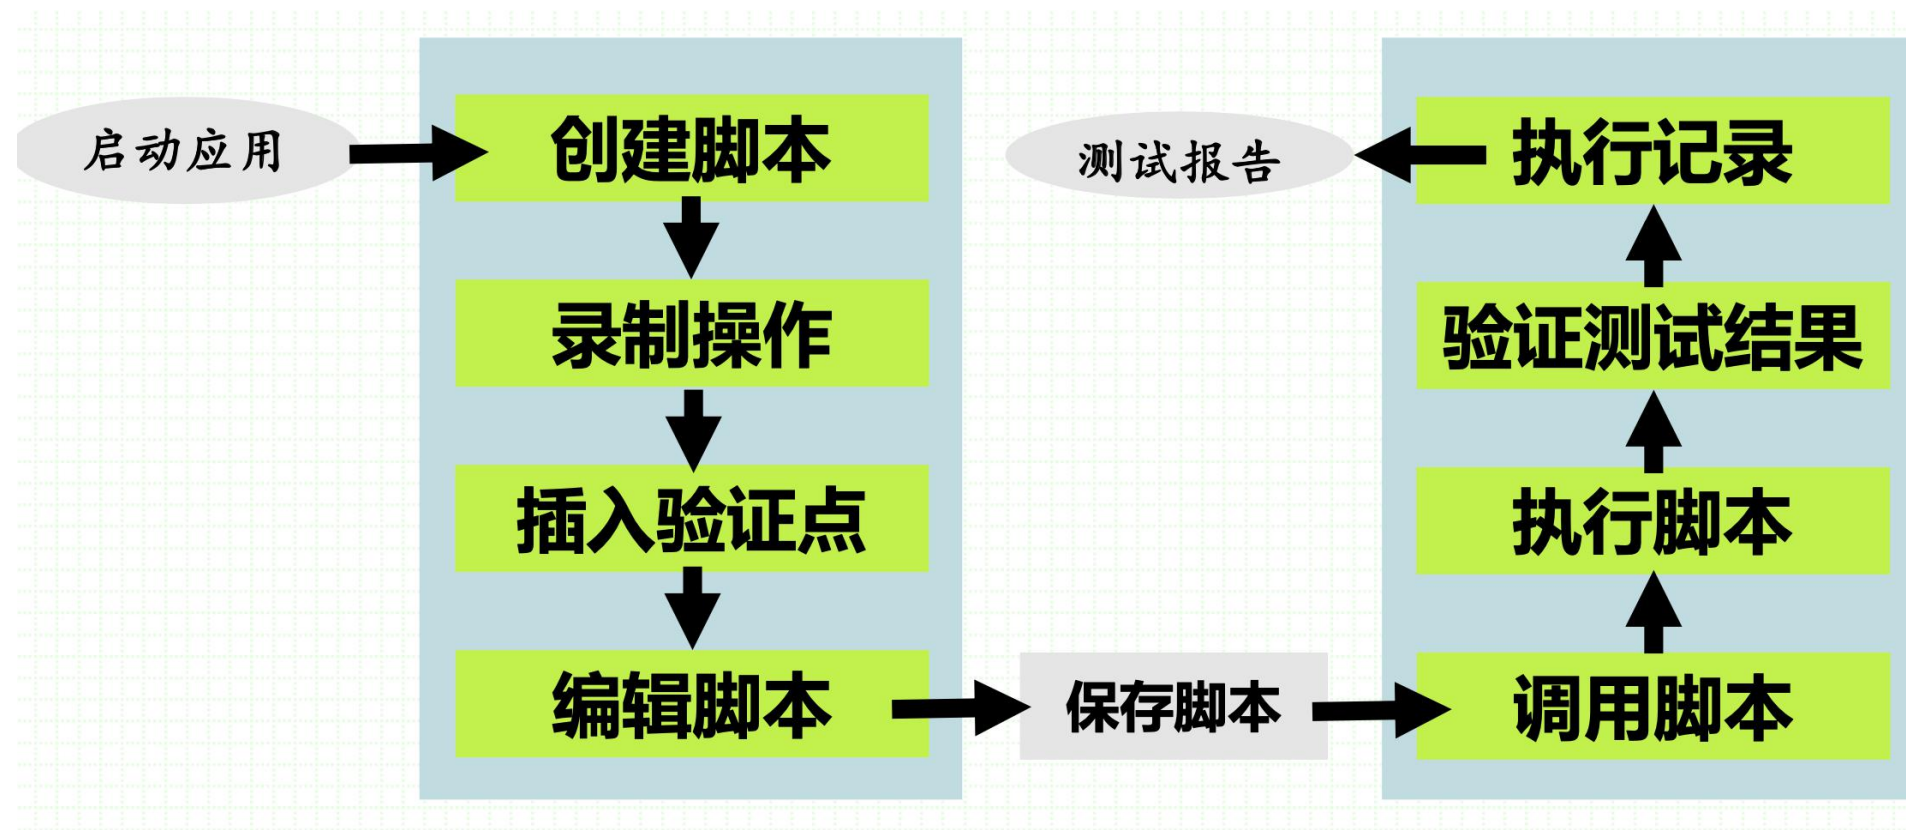 启动应用
创建脚本
录制操作
插入验证点
编辑脚本
保存脚本
调用脚本
执行脚本
验证测试结果
执行记录
测试报告